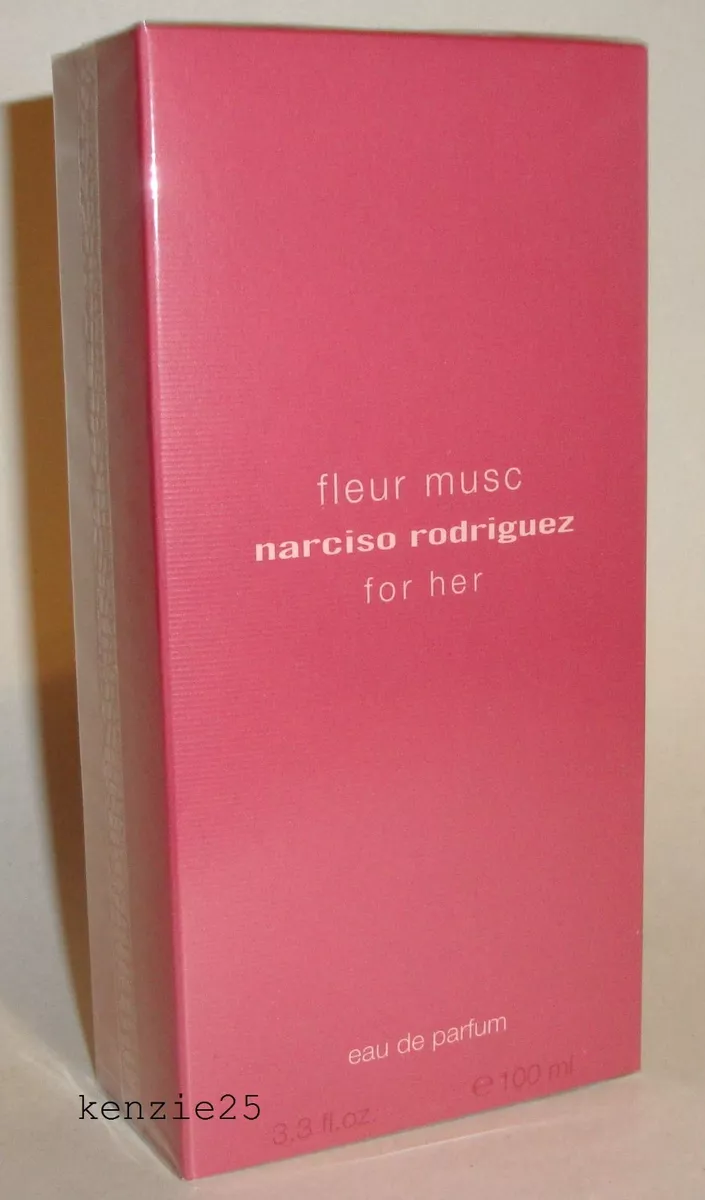 fleur musc
narciso rodriguez
for her
eau de parfum
3.3 fl.oz. e 100 ml
kenzie25